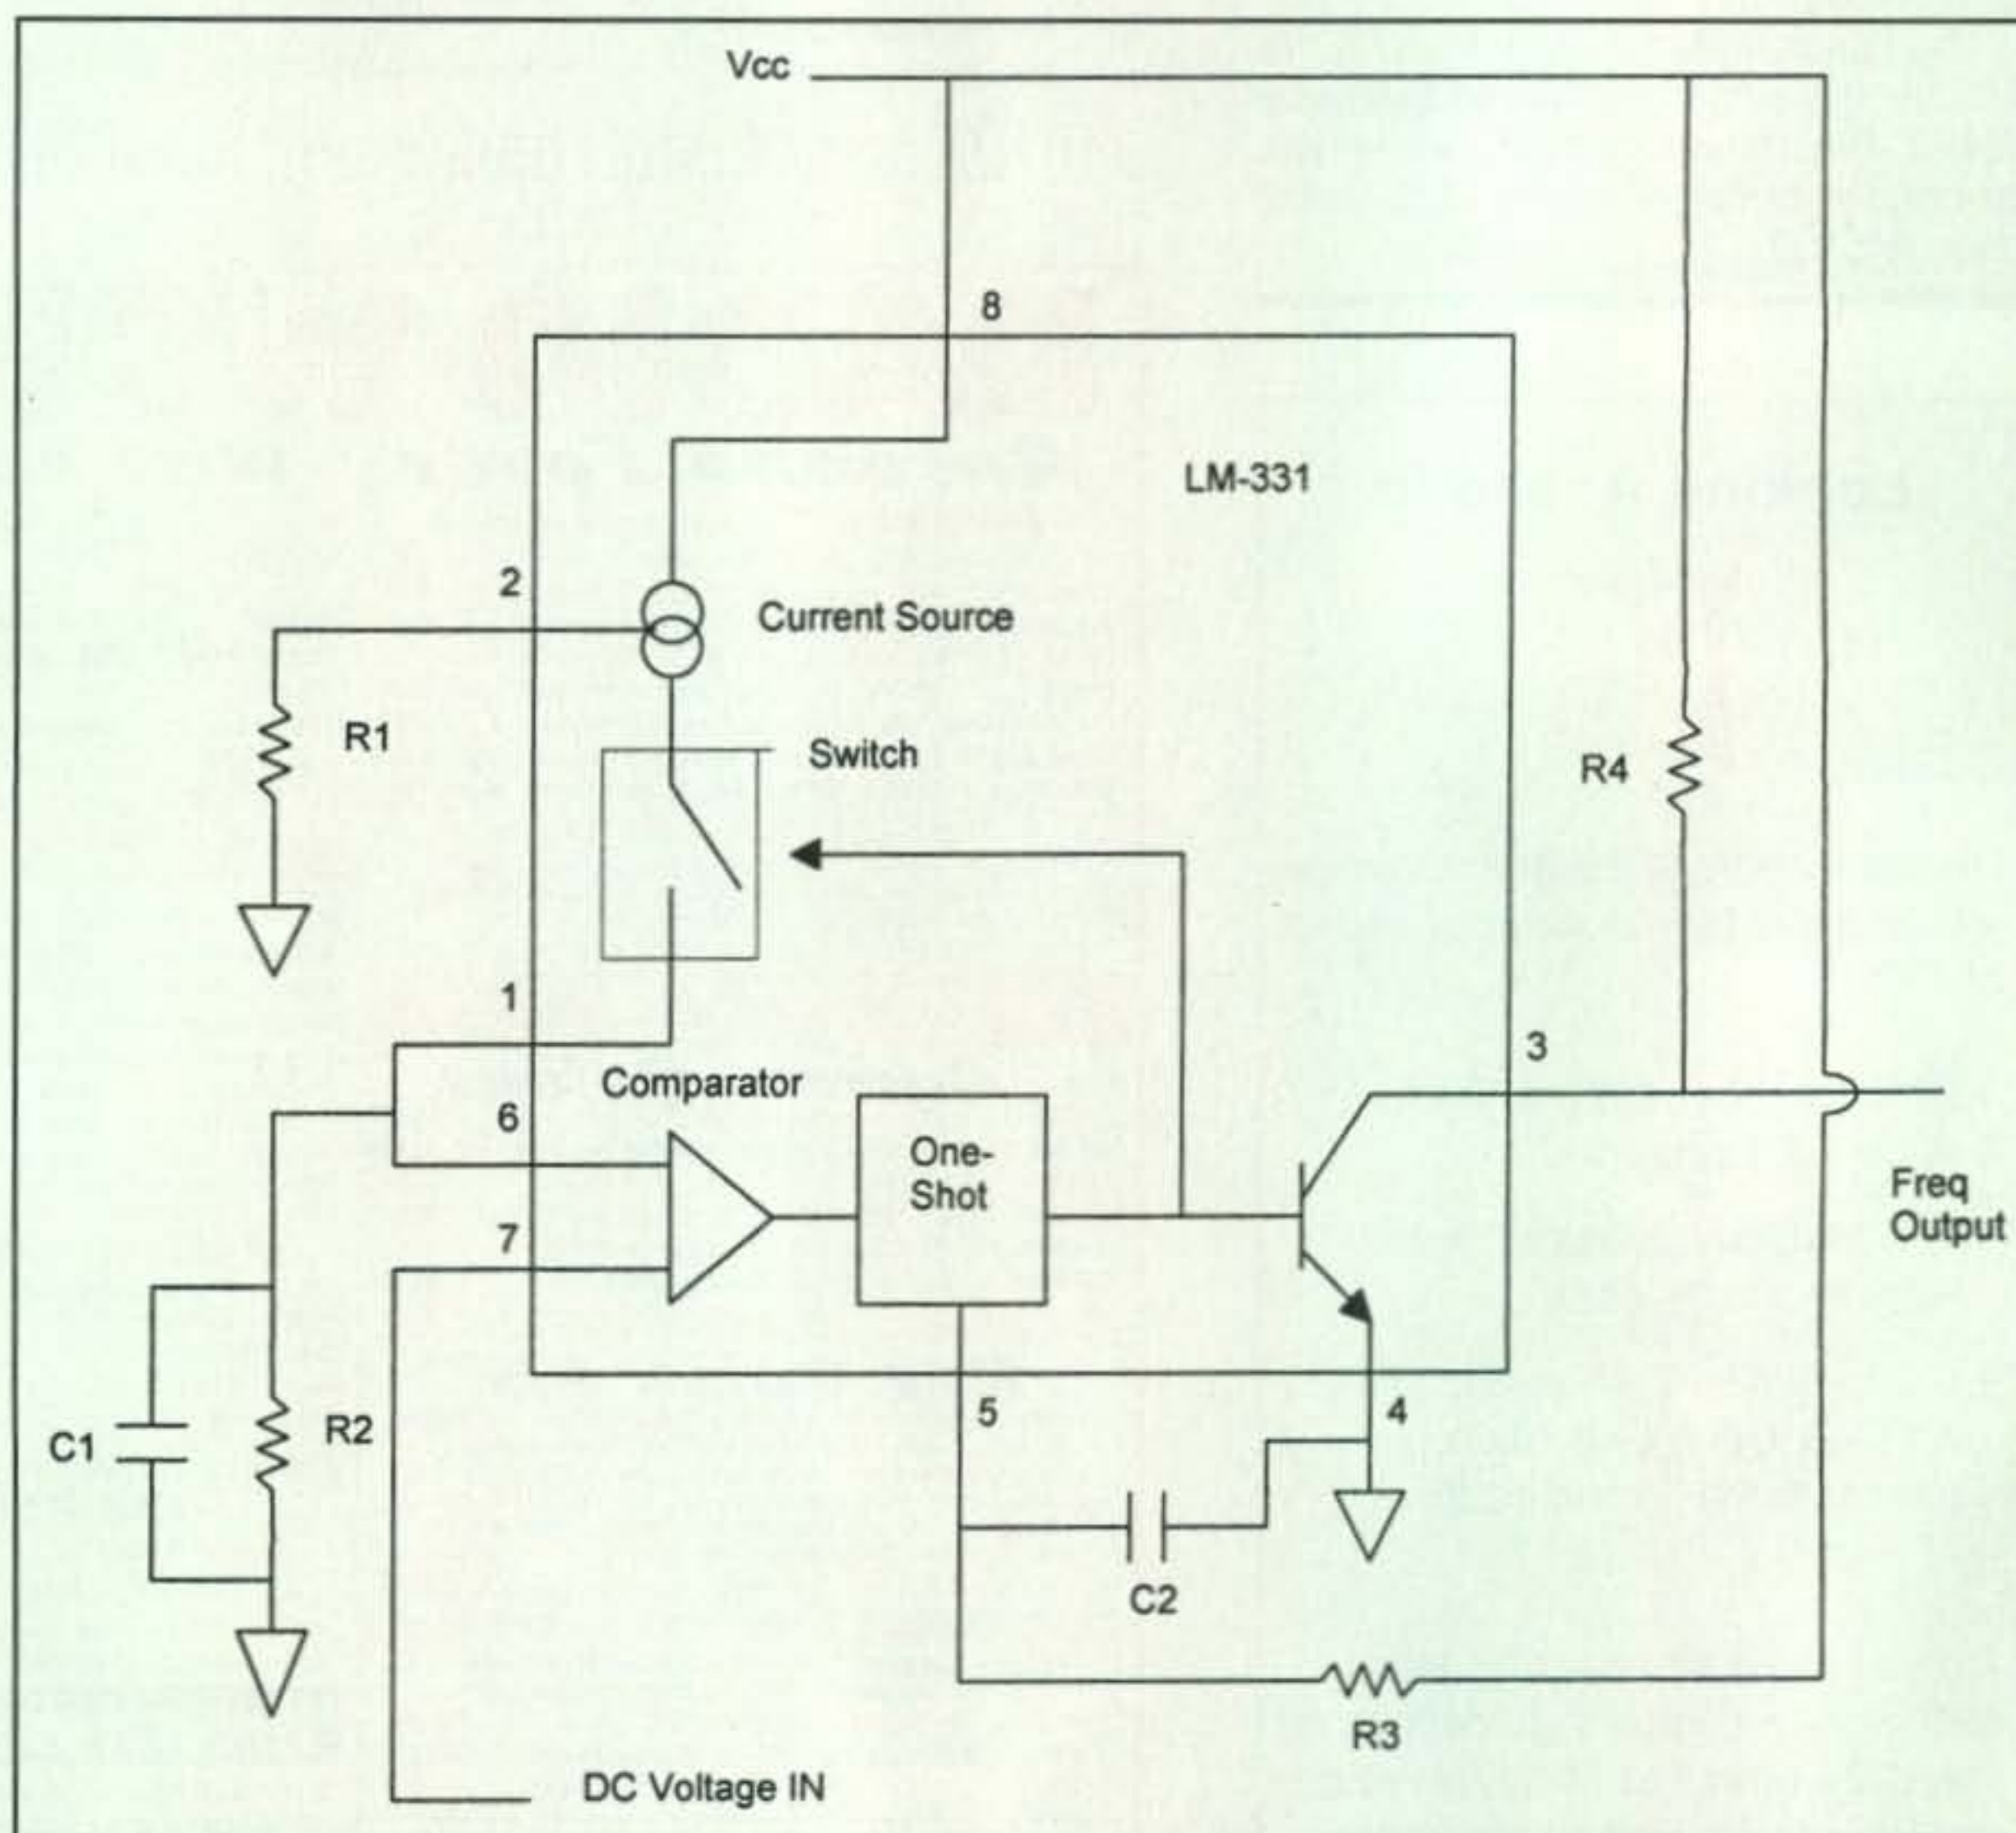 Vcc
8
LM-331
2
Current Source
R1
Switch
R4
1
3
Comparator
6
One-
Shot
7
Freq
Output
5
4
C1
R2
C2
R3
DC Voltage IN